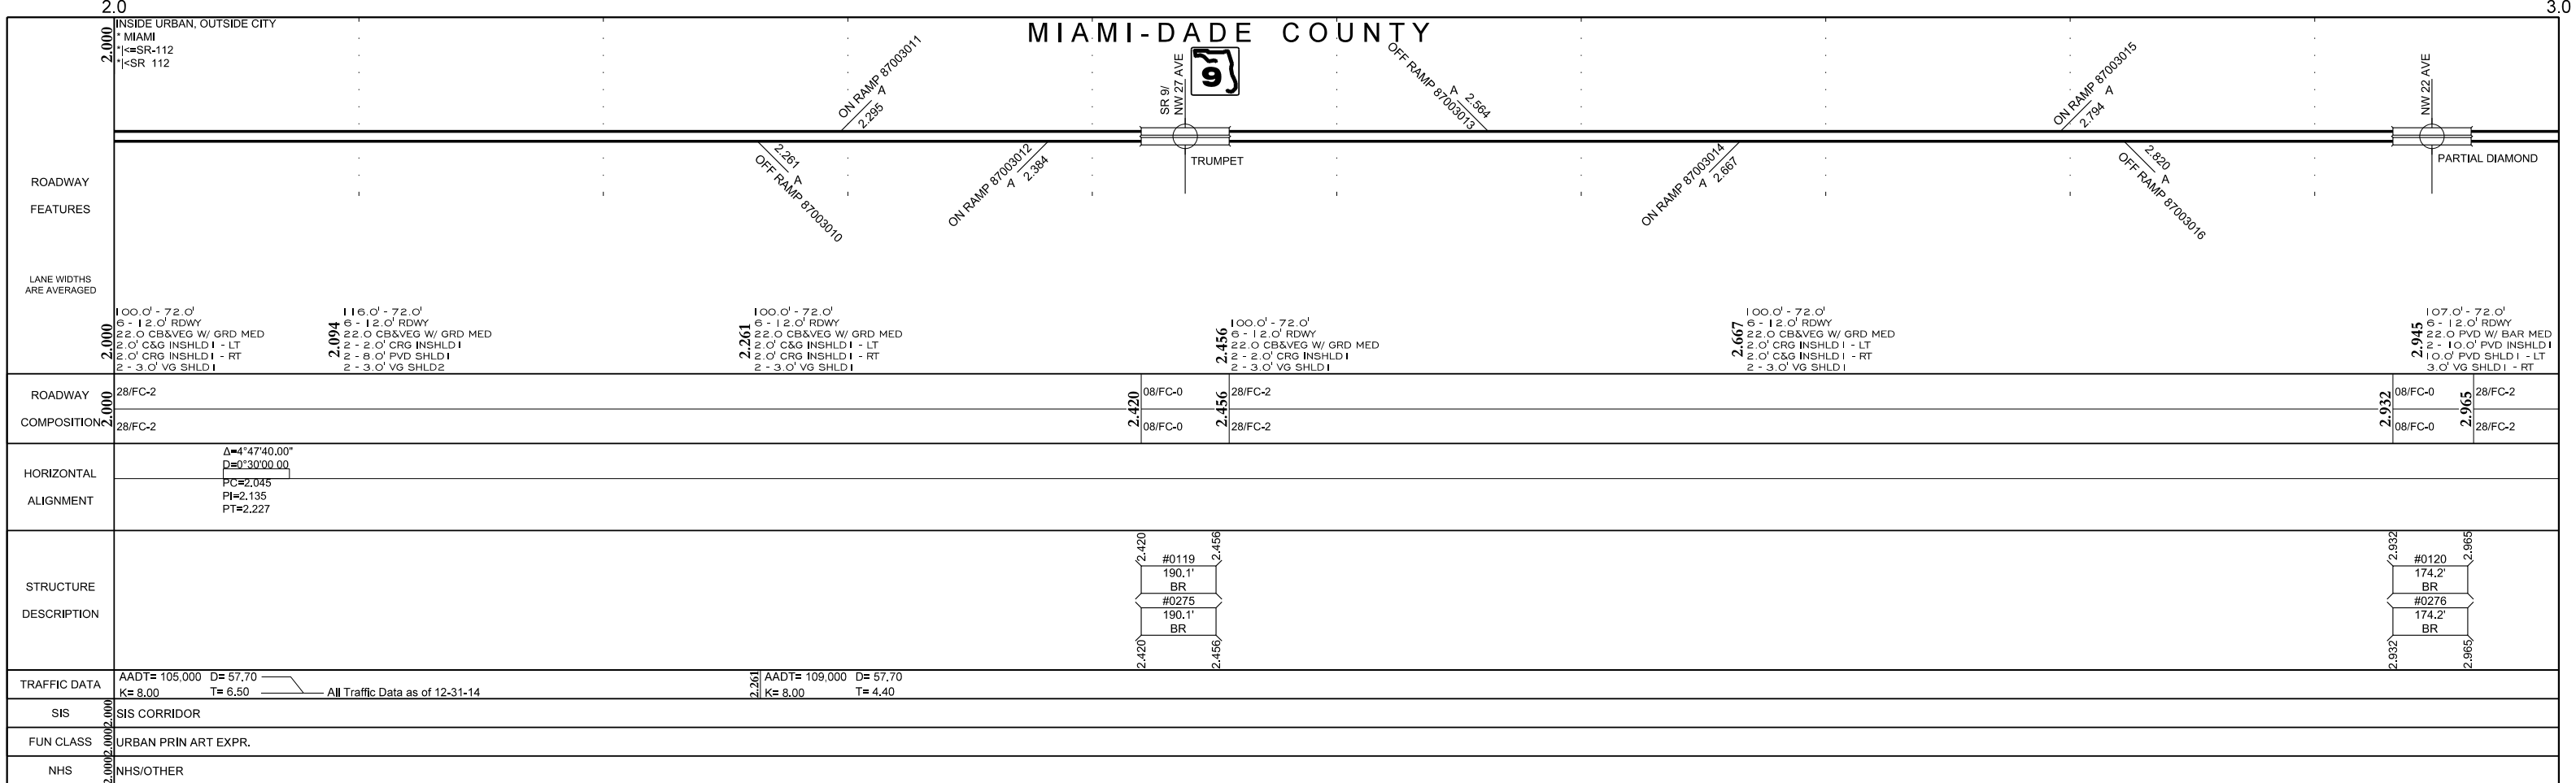 2.0
3.0
MIAMI-DADE COUNTY
2.000
INSIDE URBAN, OUTSIDE CITY
* MIAMI
*|<=SR-112
*|<SR 112
ON RAMP 87003011
A
2.295
SR 9/
NW 27 AVE
9
OFF RAMP 87003013
A
2.564
ON RAMP 87003015
A
2.794
NW 22 AVE
2.261
A
OFF RAMP 87003010
ON RAMP 87003012
A
2.384
TRUMPET
ON RAMP 87003014
A
2.667
2.820
A
OFF RAMP 87003016
PARTIAL DIAMOND
ROADWAY
FEATURES
LANE WIDTHS
ARE AVERAGED
2.000
100.0' - 72.0'
6 - 12.0' RDWY
22.0 CB&VEG W/ GRD MED
2.0' C&G INSHLD1 - LT
2.0' CRG INSHLD1 - RT
2 - 3.0' VG SHLD1
2.094
116.0' - 72.0'
6 - 12.0' RDWY
22.0 CB&VEG W/ GRD MED
2 - 2.0' CRG INSHLD1
2 - 8.0' PVD SHLD1
2 - 3.0' VG SHLD2
2.261
100.0' - 72.0'
6 - 12.0' RDWY
22.0 CB&VEG W/ GRD MED
2.0' C&G INSHLD1 - LT
2.0' CRG INSHLD1 - RT
2 - 3.0' VG SHLD1
2.456
100.0' - 72.0'
6 - 12.0' RDWY
22.0 CB&VEG W/ GRD MED
2 - 2.0' CRG INSHLD1
2 - 3.0' VG SHLD1
2.667
100.0' - 72.0'
6 - 12.0' RDWY
22.0 CB&VEG W/ GRD MED
2.0' CRG INSHLD1 - LT
2.0' C&G INSHLD1 - RT
2 - 3.0' VG SHLD1
2.945
107.0' - 72.0'
6 - 12.0' RDWY
22.0 PVD W/ BAR MED
2 - 10.0' PVD INSHLD1
10.0' PVD SHLD1 - LT
3.0' VG SHLD1 - RT
ROADWAY
COMPOSITION
2.000
28/FC-2
28/FC-2
2.420
08/FC-0
08/FC-0
2.456
28/FC-2
28/FC-2
2.932
08/FC-0
08/FC-0
2.965
28/FC-2
28/FC-2
HORIZONTAL
ALIGNMENT
Δ=4°47'40.00"
D=0°30'00.00
PC=2.045
PI=2.135
PT=2.227
STRUCTURE
DESCRIPTION
2.420
2.456
#0119
190.1'
BR
#0275
190.1'
BR
2.420
2.456
2.932
2.965
#0120
174.2'
BR
#0276
174.2'
BR
2.932
2.965
TRAFFIC DATA
AADT= 105,000 D= 57.70
K= 8.00 T= 6.50
All Traffic Data as of 12-31-14
2.261
AADT= 109,000 D= 57.70
K= 8.00 T= 4.40
SIS
2.000
SIS CORRIDOR
FUN CLASS
2.000
URBAN PRIN ART EXPR.
NHS
2.000
NHS/OTHER